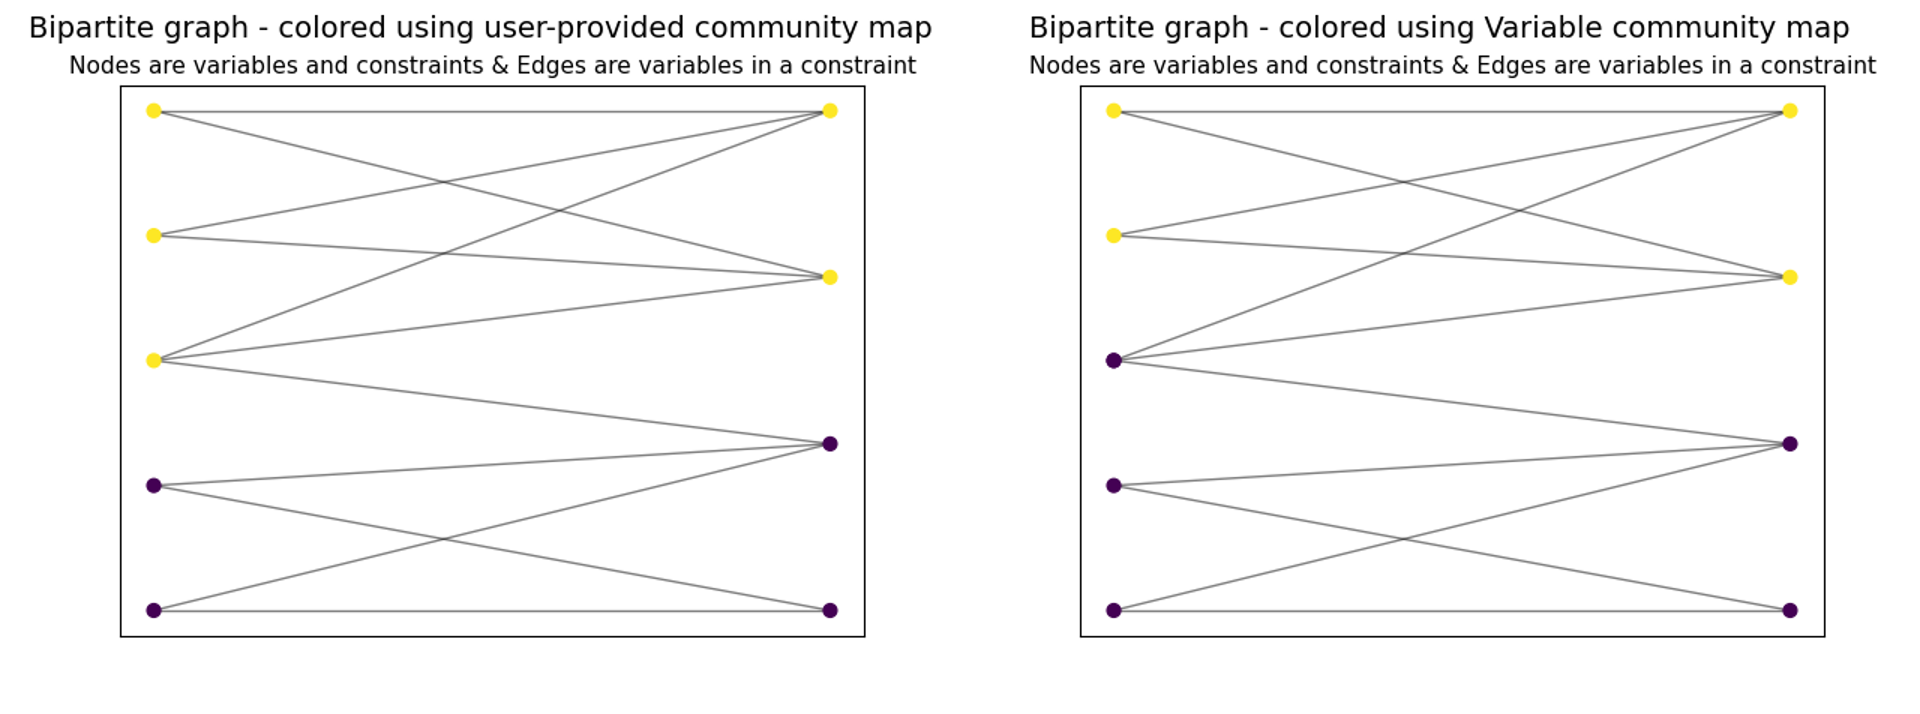 Bipartite graph - colored using user-provided community map
Nodes are variables and constraints & Edges are variables in a constraint
Bipartite graph - colored using Variable community map
Nodes are variables and constraints & Edges are variables in a constraint